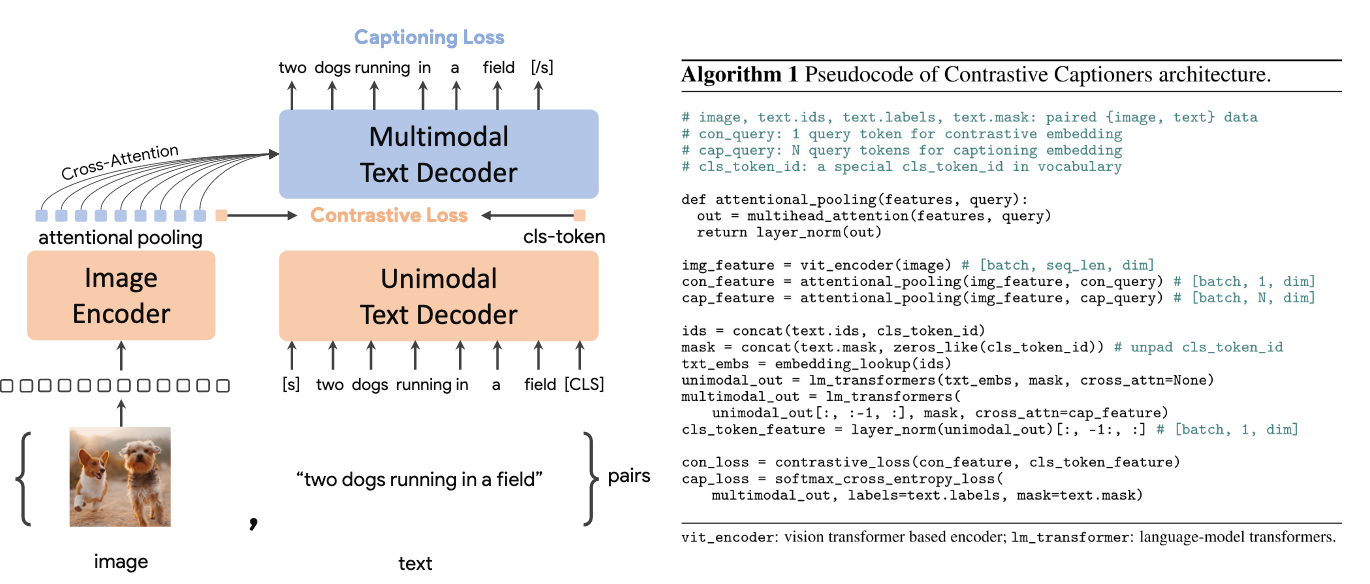 Captioning Loss
two dogs running in a field [/s]
Multimodal
Text Decoder
Cross-Attention
Contrastive Loss
attentional pooling
cls-token
Image
Encoder
Unimodal
Text Decoder
[s] two dogs running in a field [CLS]
“two dogs running in a field”
pairs
,
image
text
Algorithm 1 Pseudocode of Contrastive Captioners architecture.
# image, text.ids, text.labels, text.mask: paired {image, text} data
# con_query: 1 query token for contrastive embedding
# cap_query: N query tokens for captioning embedding
# cls_token_id: a special cls_token_id in vocabulary
def attentional_pooling(features, query):
  out = multihead_attention(features, query)
  return layer_norm(out)
img_feature = vit_encoder(image) # [batch, seq_len, dim]
con_feature = attentional_pooling(img_feature, con_query) # [batch, 1, dim]
cap_feature = attentional_pooling(img_feature, cap_query) # [batch, N, dim]
ids = concat(text.ids, cls_token_id)
mask = concat(text.mask, zeros_like(cls_token_id)) # unpad cls_token_id
txt_embs = embedding_lookup(ids)
unimodal_out = lm_transformers(txt_embs, mask, cross_attn=None)
multimodal_out = lm_transformers(
    unimodal_out[:, :-1, :], mask, cross_attn=cap_feature)
cls_token_feature = layer_norm(unimodal_out)[:, -1:, :] # [batch, 1, dim]
con_loss = contrastive_loss(con_feature, cls_token_feature)
cap_loss = softmax_cross_entropy_loss(
    multimodal_out, labels=text.labels, mask=text.mask)
vit_encoder: vision transformer based encoder; lm_transformer: language-model transformers.